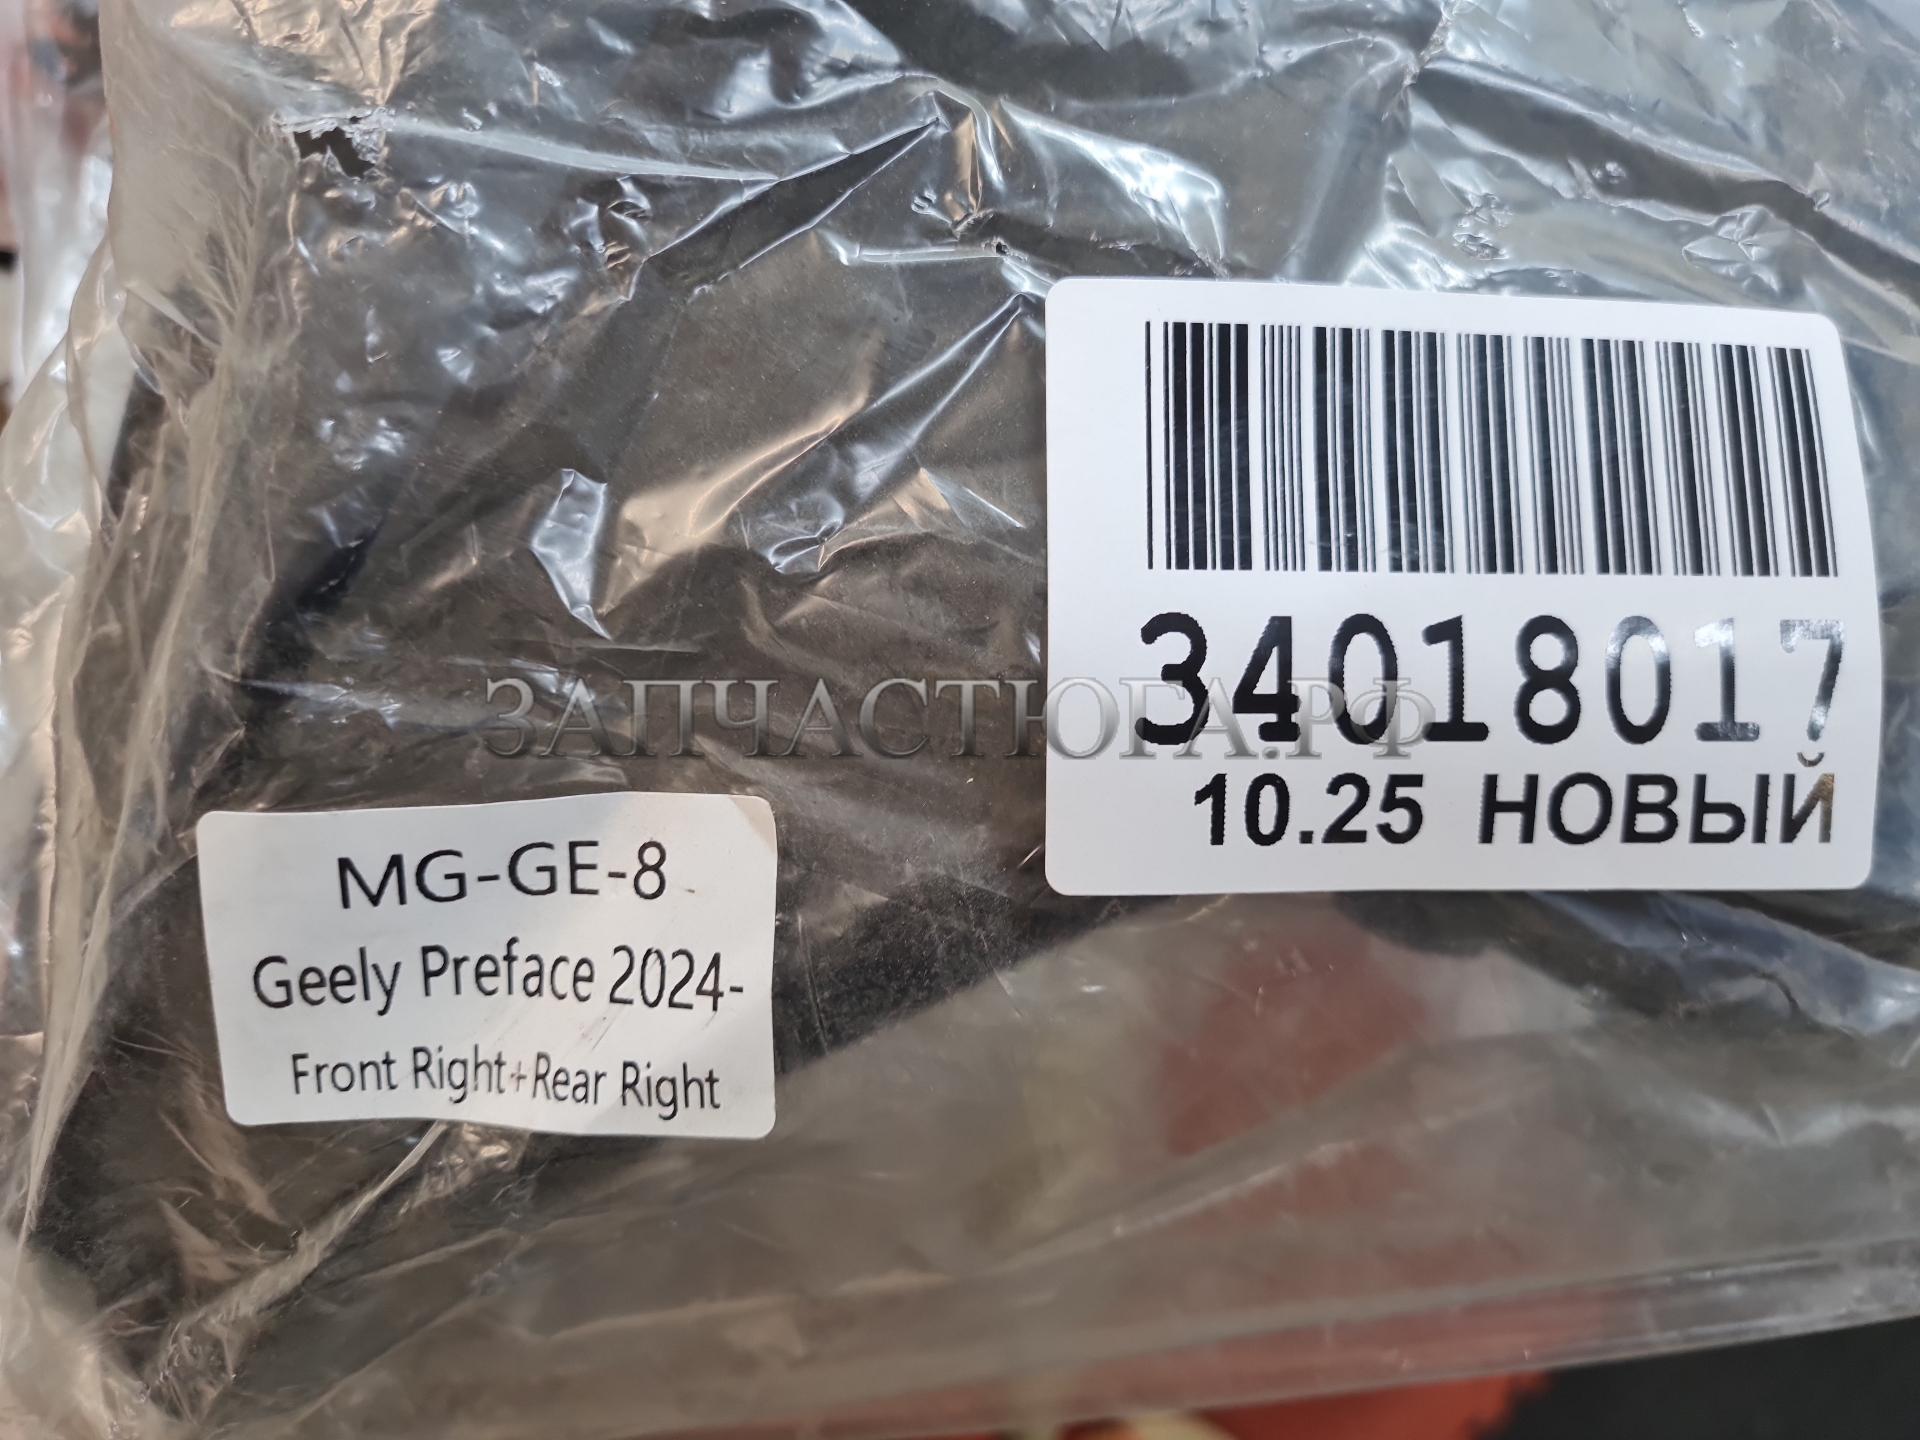 34018017
10.25 НОВЫЙ
ЗАПЧАСТЮГА.РФ
MG-GE-8
Geely Preface 2024-
Front Right+Rear Right